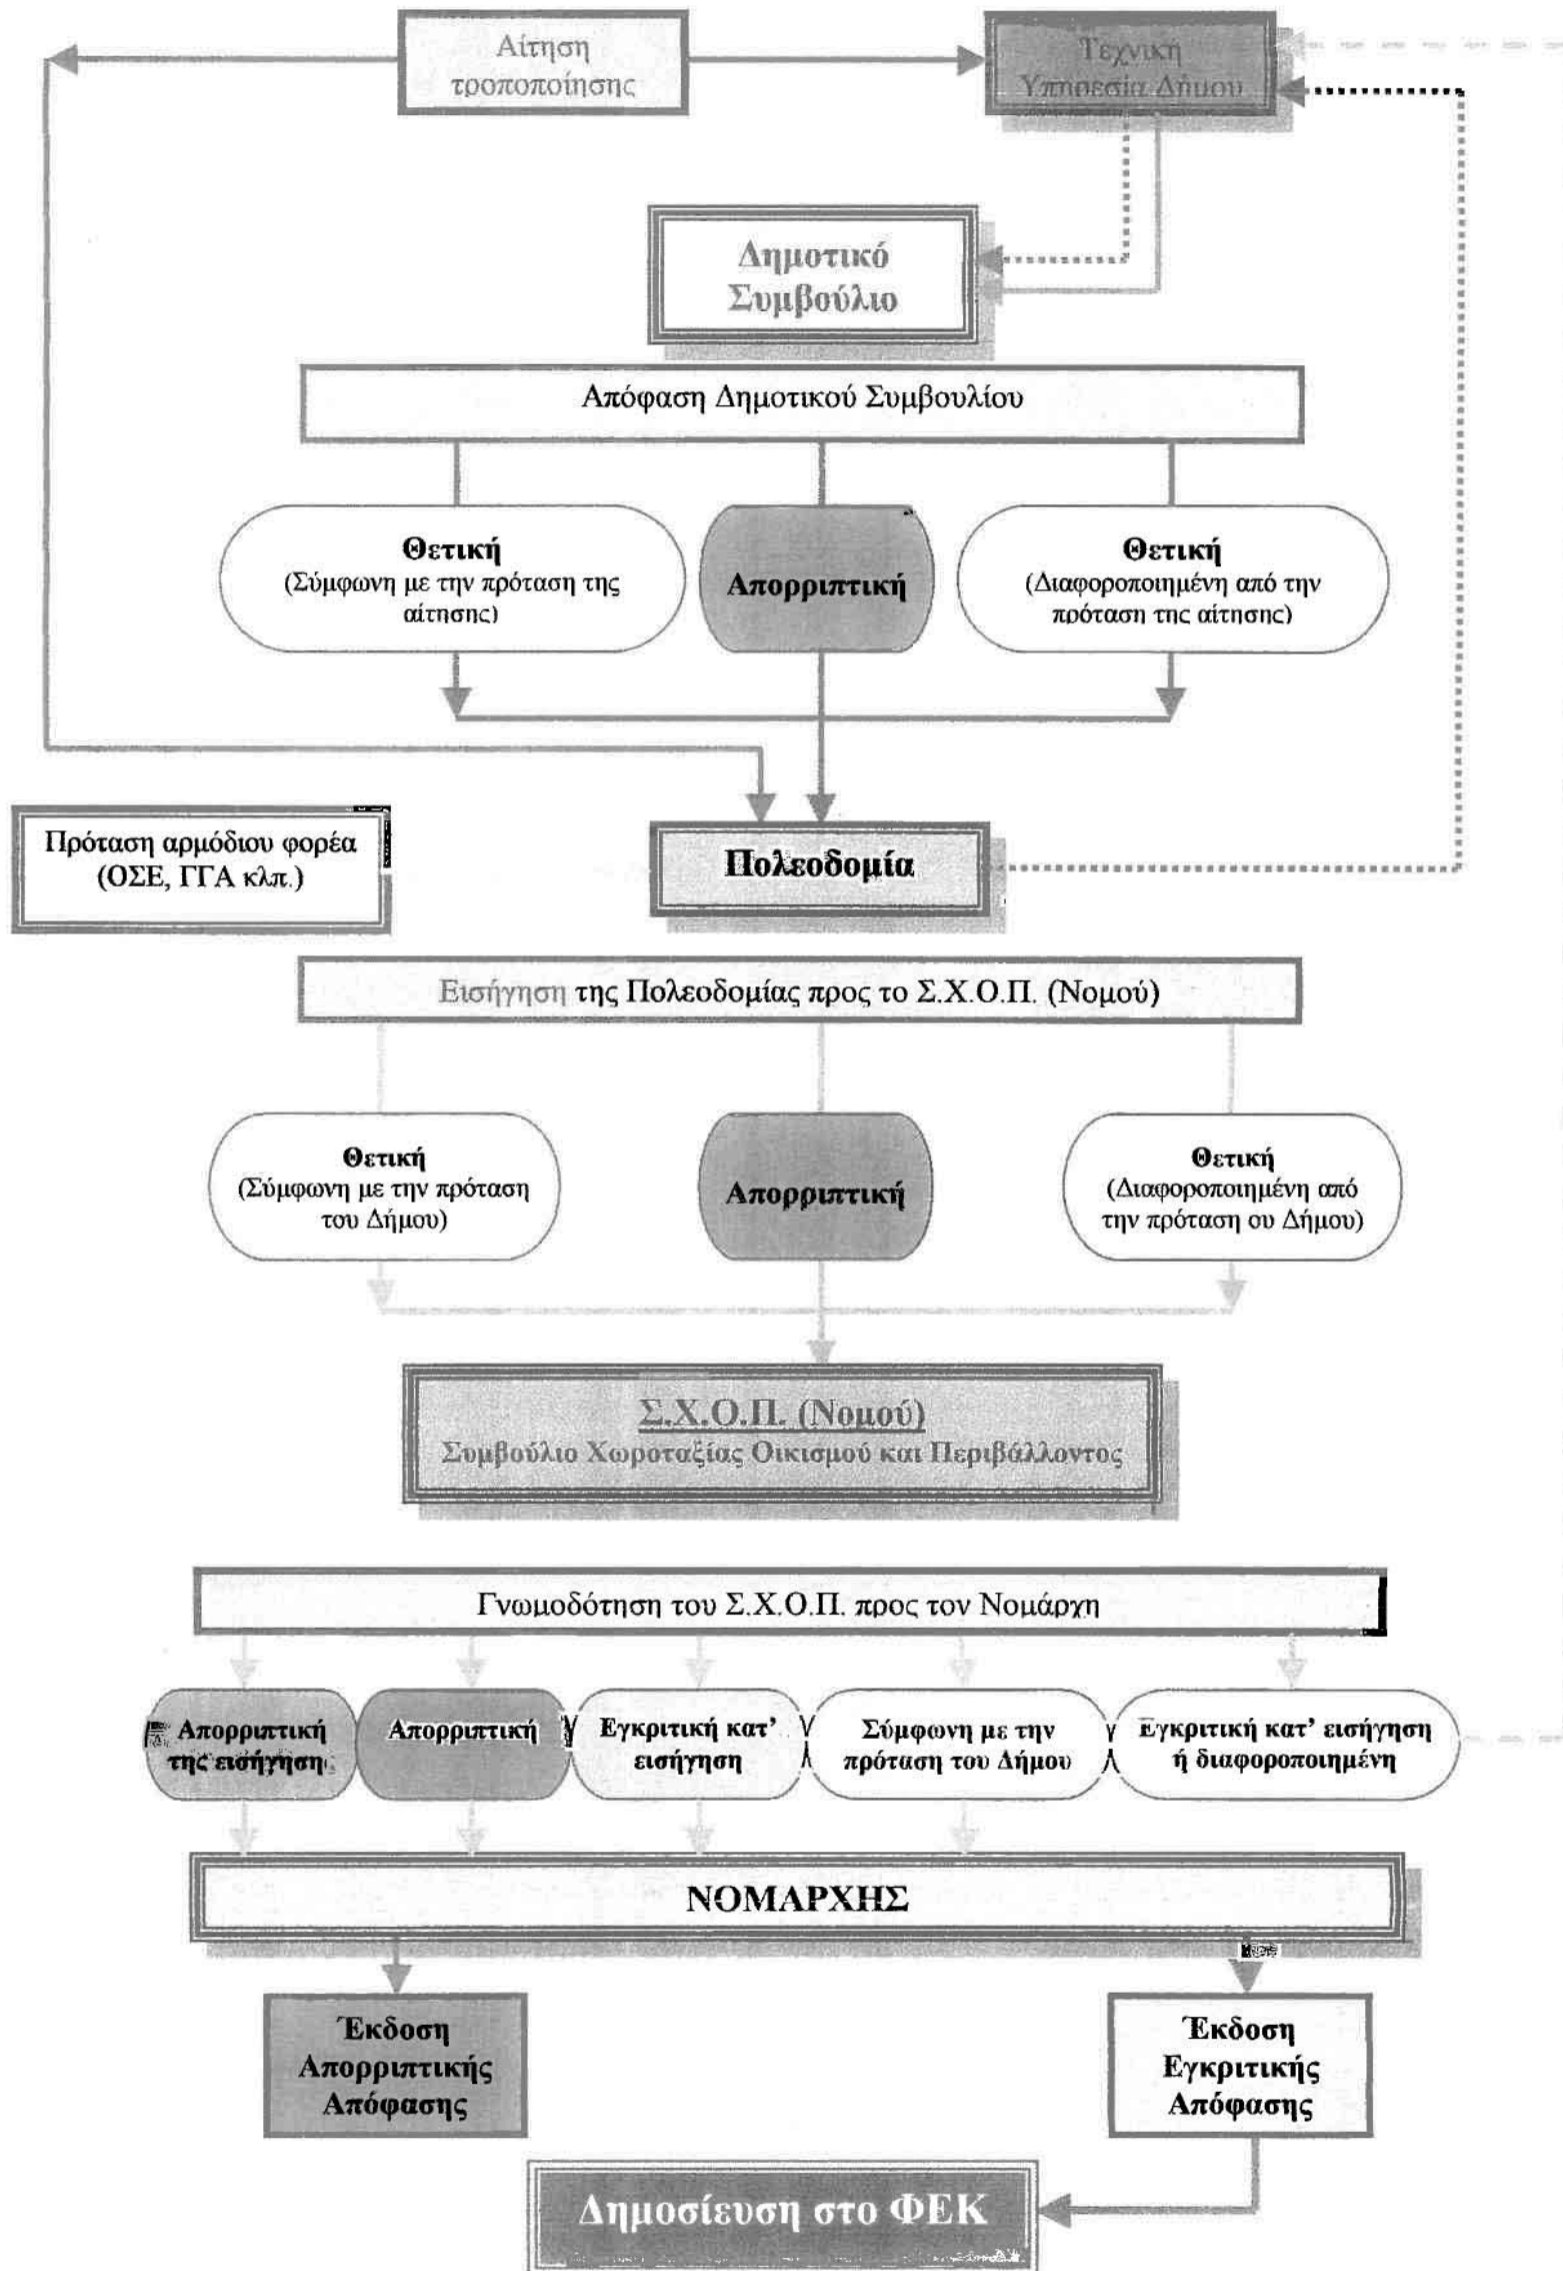 Αίτηση
τροποποίησης
Τεχνική
Υπηρεσία Δήμου
Δημοτικό
Συμβούλιο
Απόφαση Δημοτικού Συμβουλίου
Θετική
(Σύμφωνη με την πρόταση της
αίτησης)
Απορριπτική
Θετική
(Διαφοροποιημένη από την
πρόταση της αίτησης)
Πρόταση αρμόδιου φορέα
(ΟΣΕ, ΓΓΑ κλπ.)
Πολεοδομία
Εισήγηση της Πολεοδομίας προς το Σ.Χ.Ο.Π. (Νομού)
Θετική
(Σύμφωνη με την πρόταση
του Δήμου)
Απορριπτική
Θετική
(Διαφοροποιημένη από
την πρόταση ου Δήμου)
Σ.Χ.Ο.Π. (Νομού)
Συμβούλιο Χωροταξίας Οικισμού και Περιβάλλοντος
Γνωμοδότηση του Σ.Χ.Ο.Π. προς τον Νομάρχη
Απορριπτική
της εισήγηση
Απορριπτική
Εγκριτική κατ’
εισήγηση
Σύμφωνη με την
πρόταση του Δήμου
Εγκριτική κατ’ εισήγηση
ή διαφοροποιημένη
ΝΟΜΑΡΧΗΣ
Έκδοση
Απορριπτικής
Απόφασης
Έκδοση
Εγκριτικής
Απόφασης
Δημοσίευση στο ΦΕΚ